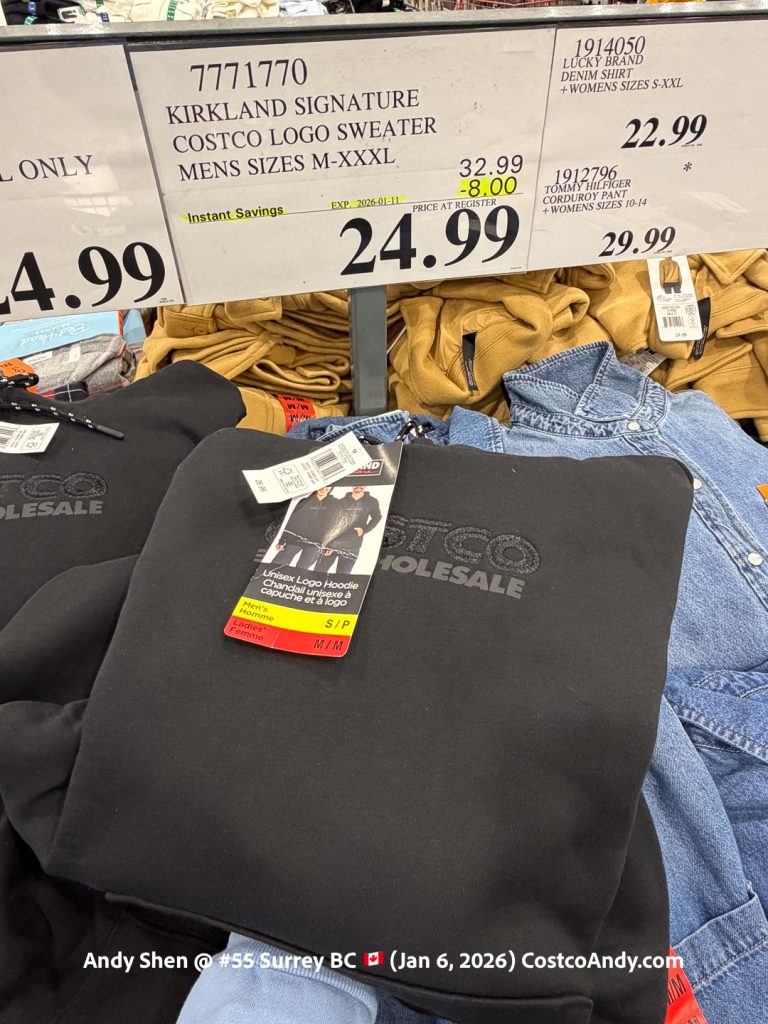 L ONLY
4.99
7771770
KIRKLAND SIGNATURE
COSTCO LOGO SWEATER
MENS SIZES M-XXXL
32.99
-8.00
Instant Savings
EXP. 2026-01-11
PRICE AT REGISTER
24.99
1914050
LUCKY BRAND
DENIM SHIRT
+WOMENS SIZES S-XXL
22.99
1912796
TOMMY HILFIGER
CORDUROY PANT
+WOMENS SIZES 10-14
*
29.99
TCO
OLESALE
STCO
HOLESALE
Unisex Logo Hoodie
Chandail unisexe à
capuche et à logo
Men's
Homme
S / P
Ladies'
Femme
M / M
Andy Shen @ #55 Surrey BC 🇨🇦 (Jan 6, 2026) CostcoAndy.com